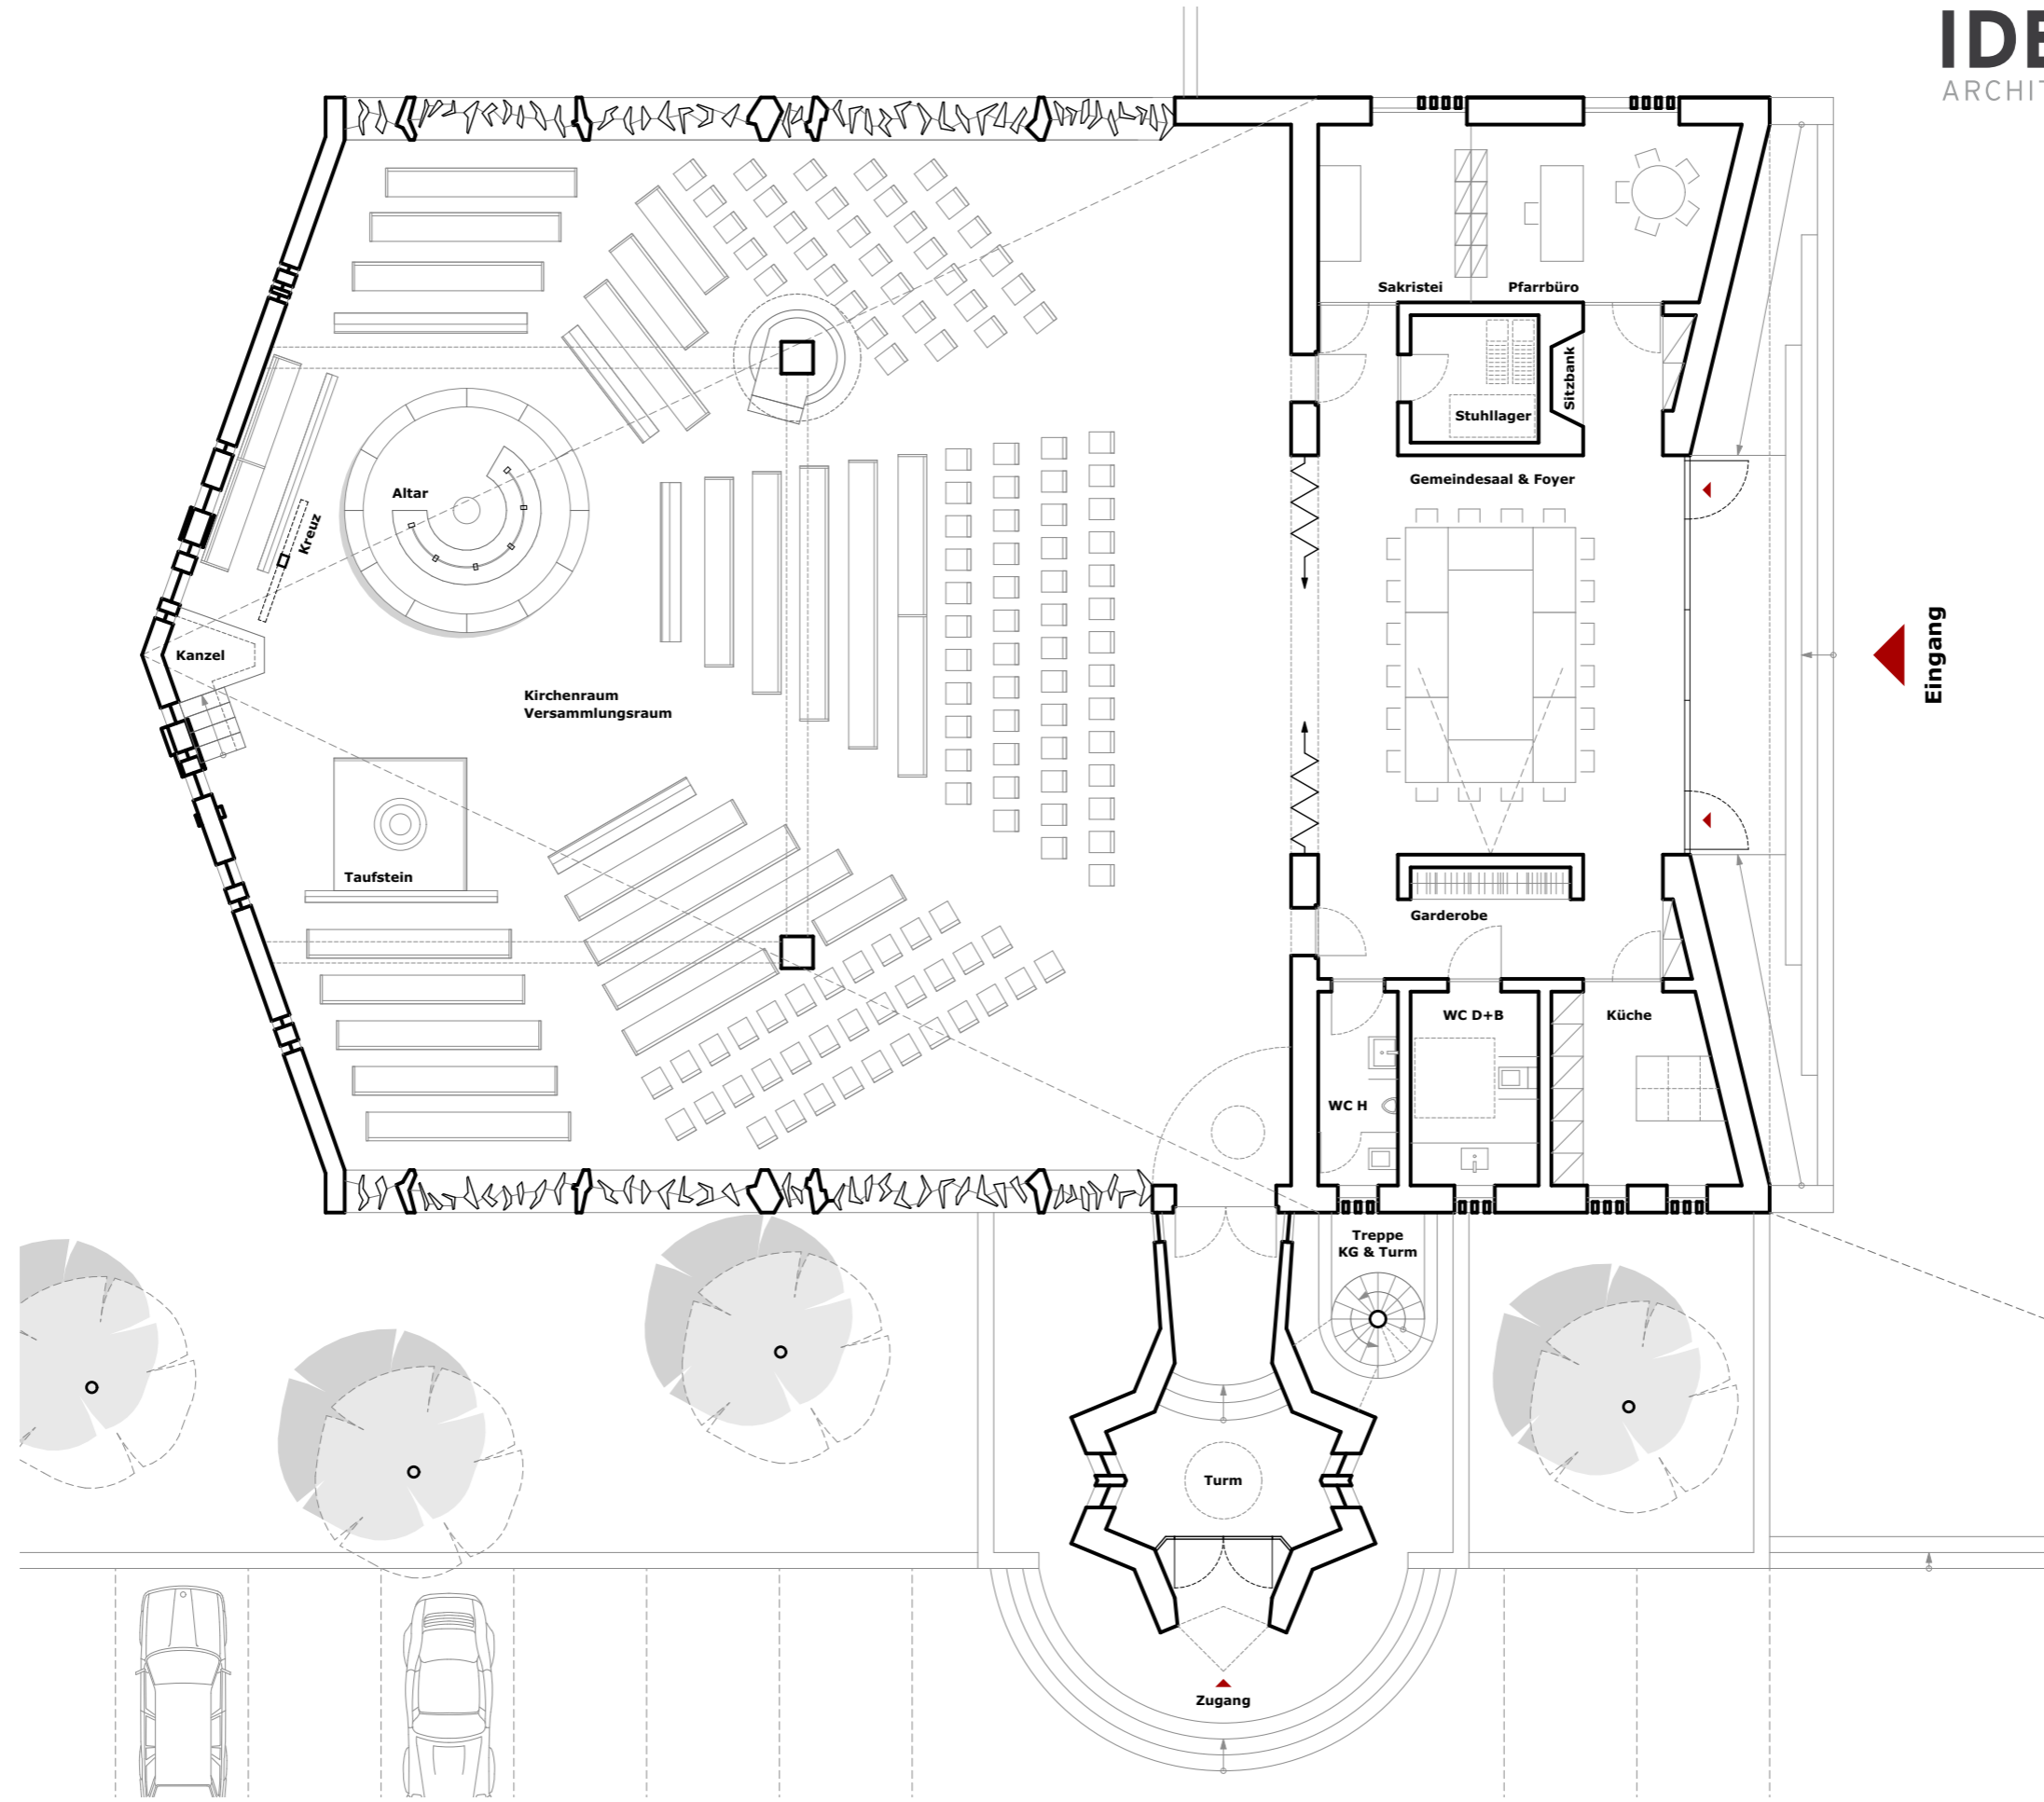 IDE
ARCHIT
Sakristei
Pfarrbüro
Sitzbank
Stuhllager
Gemeindesaal & Foyer
Altar
Kreuz
Kanzel
Kirchenraum
Versammlungsraum
Eingang
Taufstein
Garderobe
WC D+B
Küche
WC H
Treppe
KG & Turm
Turm
Zugang